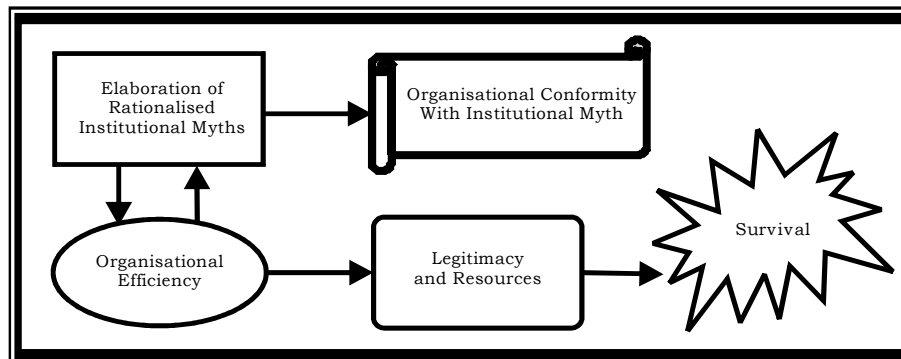 Elaboration of
Rationalised
Institutional Myths
Organisational Conformity
With Institutional Myth
Organisational
Efficiency
Legitimacy
and Resources
Survival